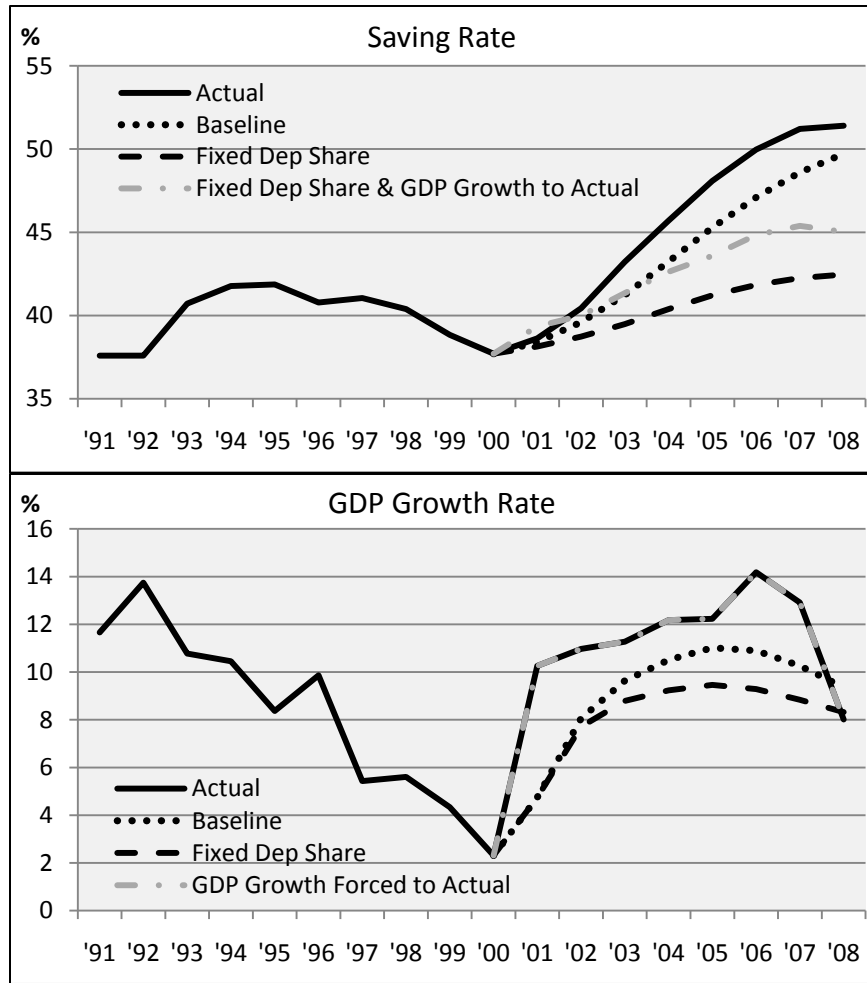 %
Saving Rate
55
Actual
Baseline
50
Fixed Dep Share
Fixed Dep Share & GDP Growth to Actual
45
40
35
'91 '92 '93 '94 '95 '96 '97 '98 '99 '00 '01 '02 '03 '04 '05 '06 '07 '08
%
GDP Growth Rate
16
14
12
10
8
6
Actual
4
Baseline
2
Fixed Dep Share
GDP Growth Forced to Actual
0
'91 '92 '93 '94 '95 '96 '97 '98 '99 '00 '01 '02 '03 '04 '05 '06 '07 '08